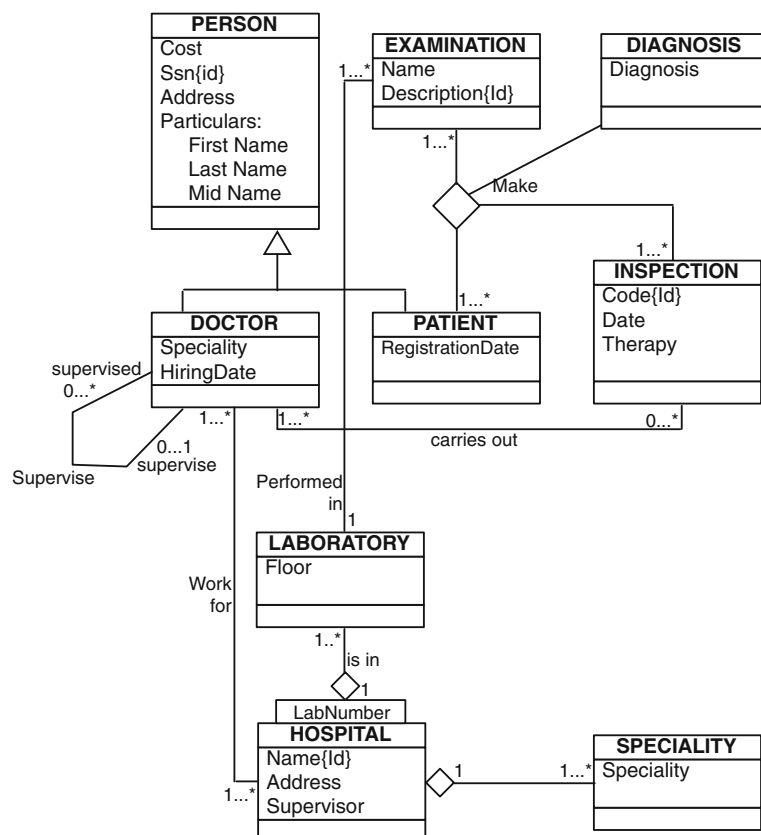 PERSON
Cost
Ssn{id}
Address
Particulars:
First Name
Last Name
Mid Name
EXAMINATION
Name
Description{Id}
DIAGNOSIS
Diagnosis
1...*
1...*
Make
1...*
1...*
INSPECTION
Code{Id}
Date
Therapy
DOCTOR
Speciality
HiringDate
PATIENT
RegistrationDate
supervised
0...*
1...*
1...*
0...*
carries out
0...1
supervise
Supervise
Performed
in
1
LABORATORY
Floor
Work
for
1..*
is in
1
LabNumber
HOSPITAL
Name{Id}
Address
Supervisor
1...*
1
1...*
SPECIALITY
Speciality